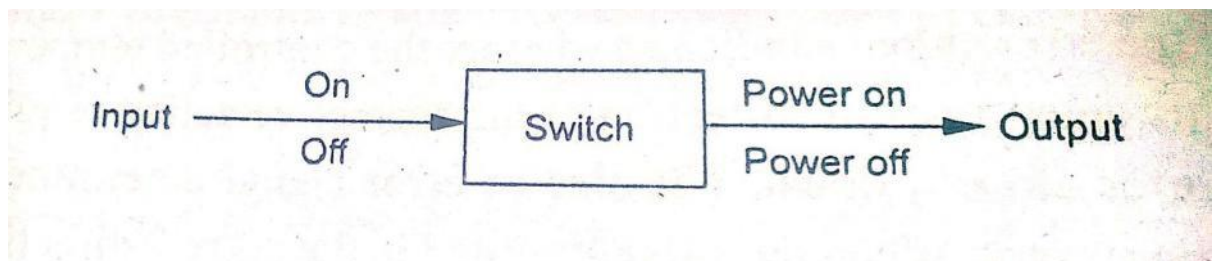 Input
On
Off
Switch
Power on
Power off
Output